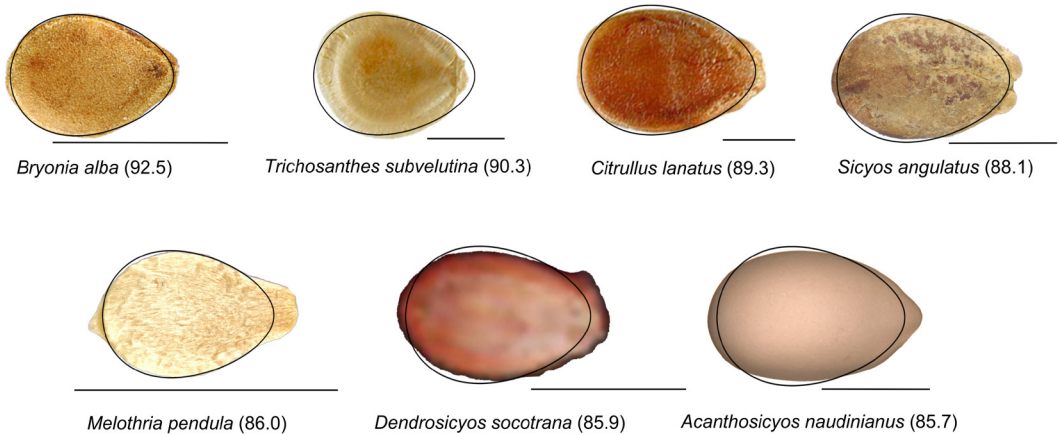 Bryonia alba (92.5)
Trichosanthes subvelutina (90.3)
Citrullus lanatus (89.3)
Sicyos angulatus (88.1)
Melothria pendula (86.0)
Dendrosicyos socotrana (85.9)
Acanthosicyos naudinianus (85.7)